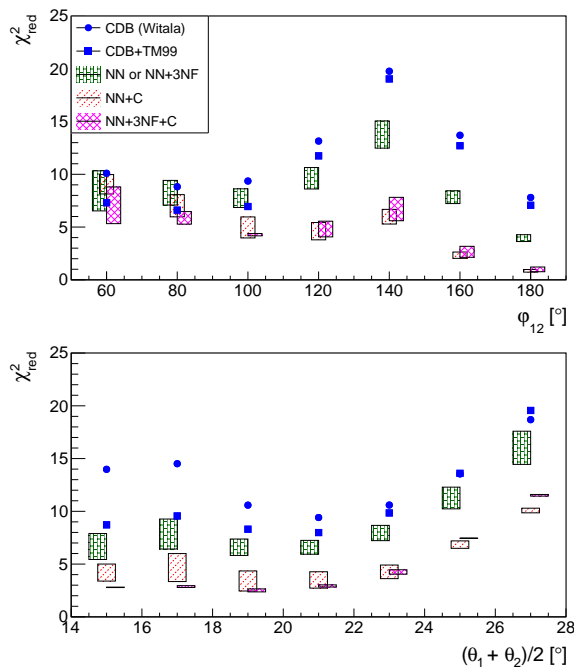 χ²red
25
20
15
10
5
0
CDB (Witala)
CDB+TM99
NN or NN+3NF
NN+C
NN+3NF+C
60 80 100 120 140 160 180
φ12 [°]
χ²red
25
20
15
10
5
0
14 16 18 20 22 24 26 28
(θ1 + θ2)/2 [°]